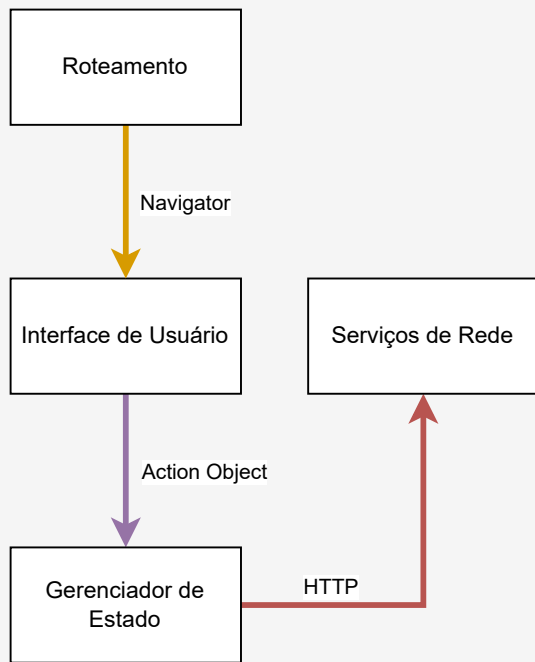 Roteamento
Navigator
Interface de Usuário
Serviços de Rede
Action Object
Gerenciador de
Estado
HTTP